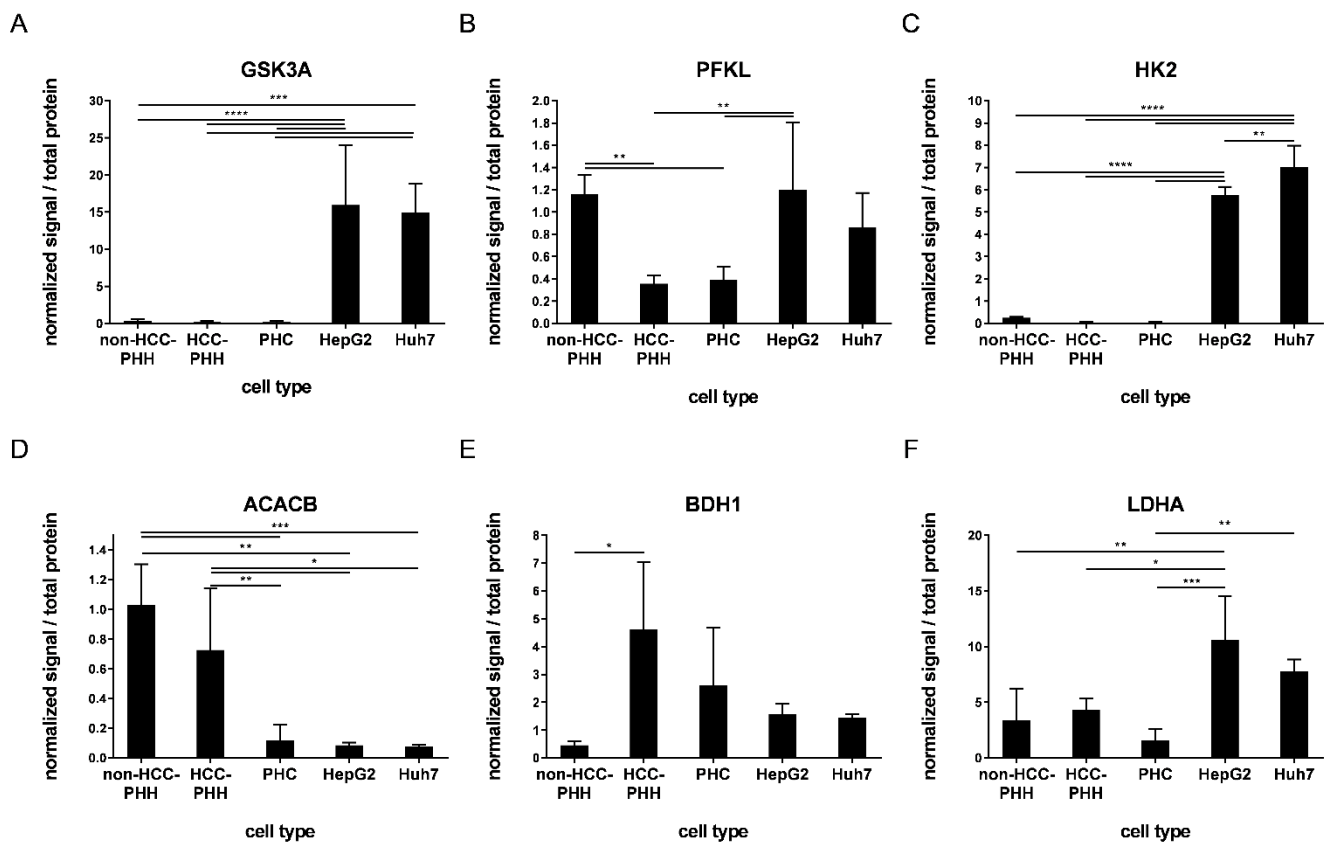 A
GSK3A
normalized signal / total protein
30
25
20
15
10
5
0
***
****
non-HCC-
PHH
HCC-
PHH
PHC
HepG2
Huh7
cell type
B
PFKL
normalized signal / total protein
2.0
1.8
1.6
1.4
1.2
1.0
0.8
0.6
0.4
0.2
0.0
**
**
non-HCC-
PHH
HCC-
PHH
PHC
HepG2
Huh7
cell type
C
HK2
normalized signal / total protein
10
9
8
7
6
5
4
3
2
1
0
****
**
****
non-HCC-
PHH
HCC-
PHH
PHC
HepG2
Huh7
cell type
D
ACACB
normalized signal / total protein
1.4
1.2
1.0
0.8
0.6
0.4
0.2
0.0
***
**
*
**
non-HCC-
PHH
HCC-
PHH
PHC
HepG2
Huh7
cell type
E
BDH1
normalized signal / total protein
8
7
6
5
4
3
2
1
0
*
non-HCC-
PHH
HCC-
PHH
PHC
HepG2
Huh7
cell type
F
LDHA
normalized signal / total protein
20
15
10
5
0
**
**
*
***
non-HCC-
PHH
HCC-
PHH
PHC
HepG2
Huh7
cell type